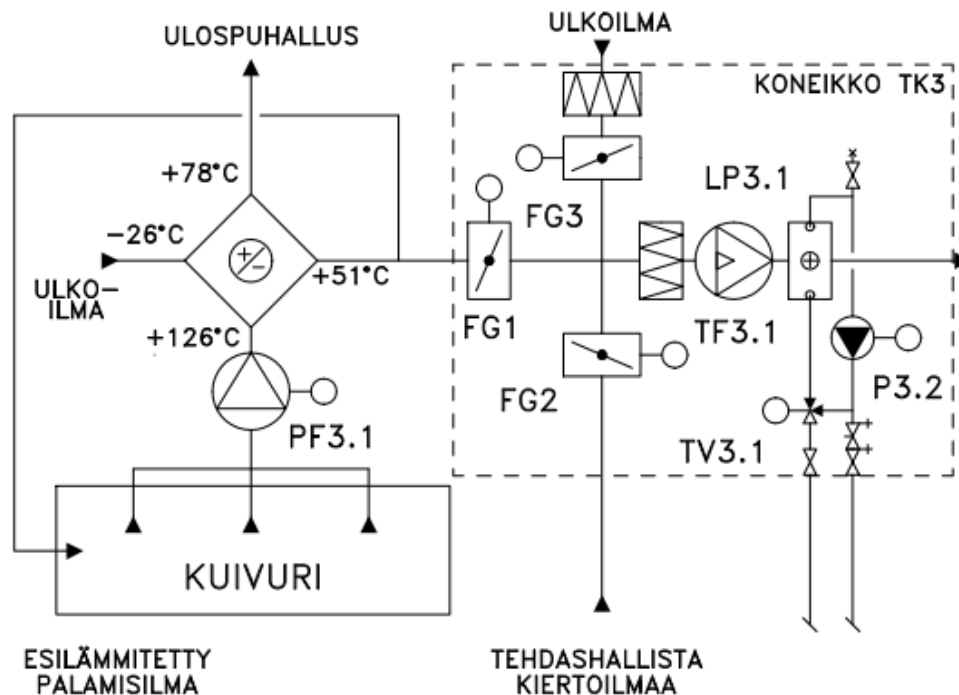 ULOSPUHALLUS
ULKOILMA
KONEIKKO TK3
+78°C
-26°C
ULKO-
ILMA
+51°C
+126°C
FG3
LP3.1
FG1
TF3.1
FG2
P3.2
PF3.1
TV3.1
KUIVURI
ESILÄMMITETTY
PALAMISILMA
TEHDASHALLISTA
KIERTOILMAA